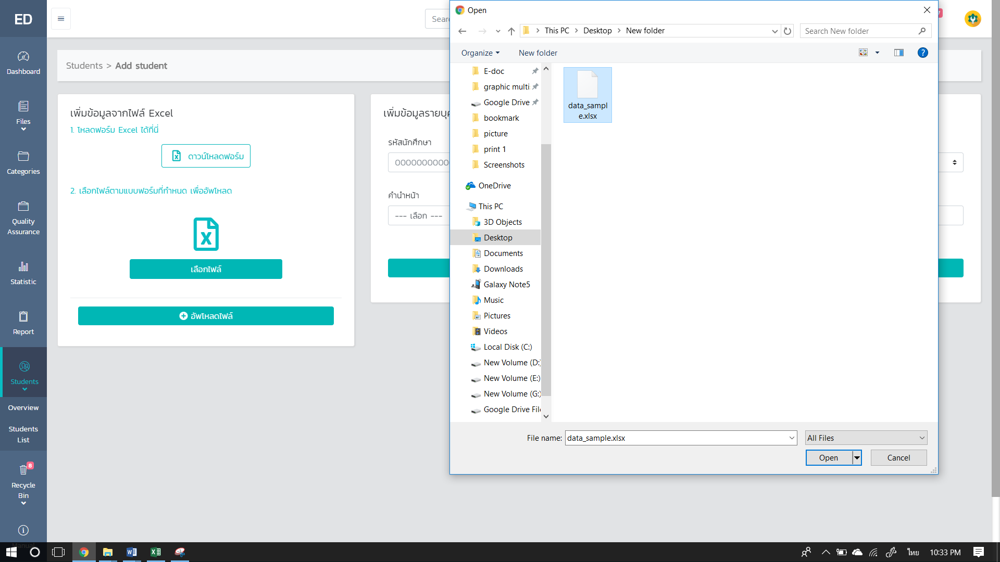 ED
Dashboard
Files
Categories
Quality
Assurance
Statistic
Report
Students
Overview
Students
List
8
Recycle
Bin
Manual
Sear
7
Students > Add student
เพิ่มข้อมูลจากไฟล์ Excel
1. โหลดฟอร์ม Excel ได้ที่นี่
ดาวน์โหลดฟอร์ม
2. เลือกไฟล์ตามแบบฟอร์มที่กำหนด เพื่ออัพโหลด
เลือกไฟล์
อัพโหลดไฟล์
เพิ่มข้อมูลรายบุค
รหัสนักศึกษา
00000000000
คำนำหน้า
--- เลือก ---
Open
This PC > Desktop > New folder
Search New folder
Organize
New folder
E-doc
graphic multi
Google Drive
bookmark
picture
print 1
Screenshots
OneDrive
This PC
3D Objects
Desktop
Documents
Downloads
Galaxy Note5
Music
Pictures
Videos
Local Disk (C:)
New Volume (D:)
New Volume (E:)
New Volume (G:)
Google Drive File
data_sampl
e.xlsx
File name: data_sample.xlsx
All Files
Open
Cancel
ไทย
10:33 PM